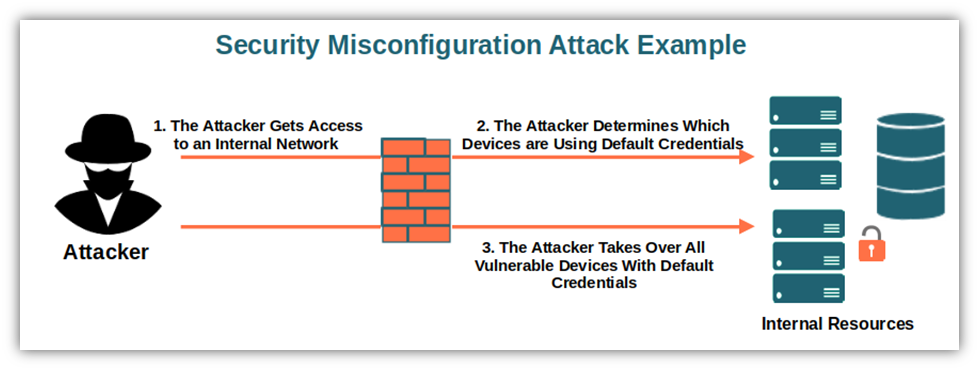 Security Misconfiguration Attack Example
1. The Attacker Gets Access
to an Internal Network
2. The Attacker Determines Which
Devices are Using Default Credentials
Attacker
3. The Attacker Takes Over All
Vulnerable Devices With Default
Credentials
Internal Resources